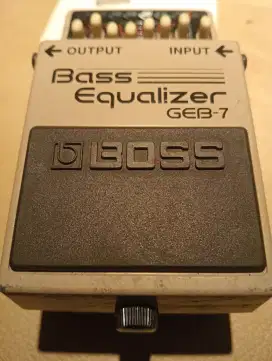 ← OUTPUT INPUT ←
Bass
Equalizer
GEB-7
BOSS